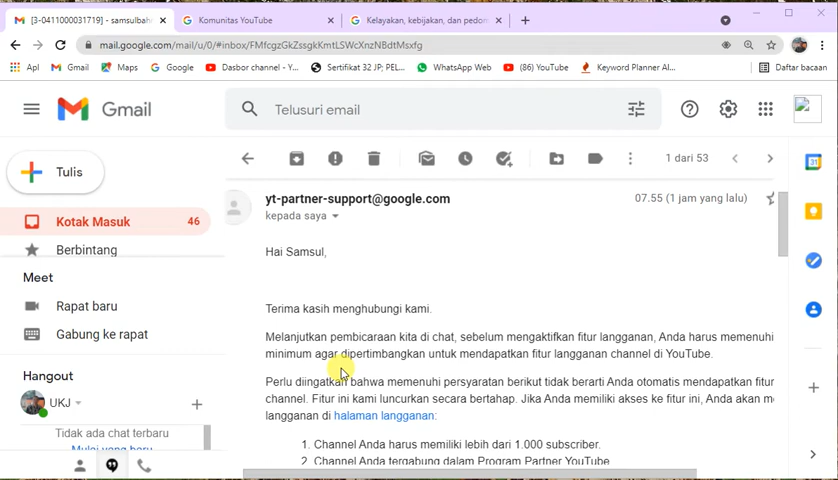 [3-0411000031719] - samsulbah
Komunitas YouTube
Kelayakan, kebijakan, dan pedom
mail.google.com/mail/u/0/#inbox/FMfcgzGkZssgkKmtLSWcXnzNBdtMsxfg
Apl
Gmail
Maps
Google
Dasbor channel - Y...
Sertifikat 32 JP; PEL...
WhatsApp Web
(86) YouTube
Keyword Planner Al...
Daftar bacaan
Gmail
Telusuri email
Tulis
1 dari 53
Kotak Masuk 46
Berbintang
Meet
Rapat baru
Gabung ke rapat
Hangout
UKJ
Tidak ada chat terbaru
Mulai yang baru
yt-partner-support@google.com
07.55 (1 jam yang lalu)
kepada saya
Hai Samsul,
Terima kasih menghubungi kami.
Melanjutkan pembicaraan kita di chat, sebelum mengaktifkan fitur langganan, Anda harus memenuhi
minimum agar dipertimbangkan untuk mendapatkan fitur langganan channel di YouTube.
Perlu diingatkan bahwa memenuhi persyaratan berikut tidak berarti Anda otomatis mendapatkan fitur
channel. Fitur ini kami luncurkan secara bertahap. Jika Anda memiliki akses ke fitur ini, Anda akan m
langganan di halaman langganan:
1. Channel Anda harus memiliki lebih dari 1.000 subscriber.
2. Channel Anda tergabung dalam Program Partner YouTube
31